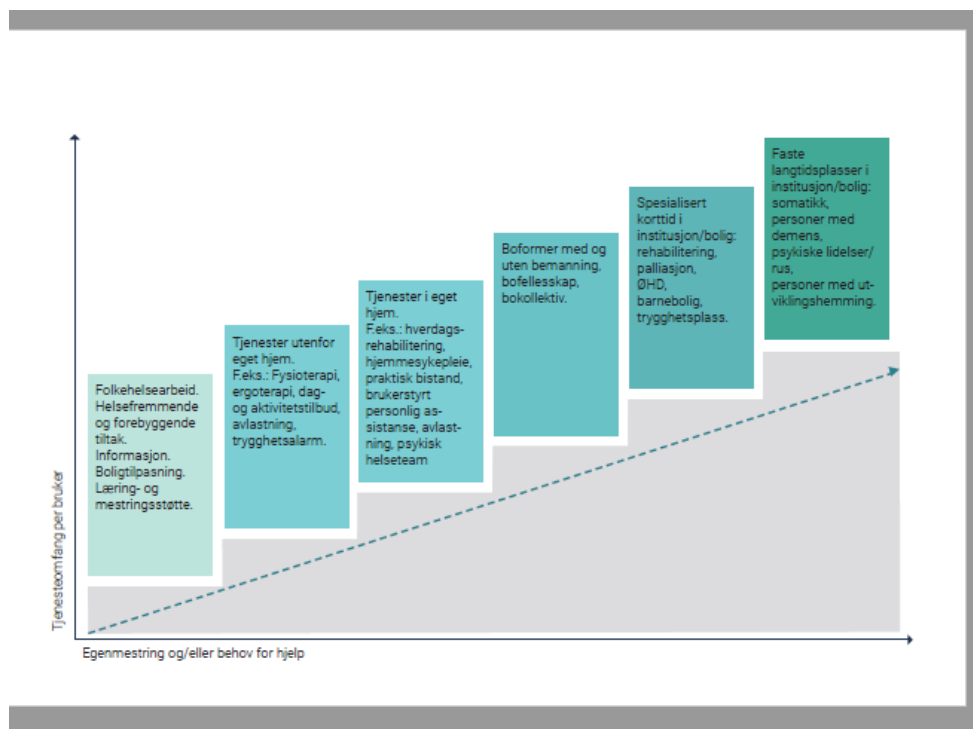 Folkehelsearbeid.
Helsefremmende
og forebyggende
tiltak.
Informasjon.
Boligtilpasning.
Læring- og
mestringsstøtte.
Tjenester utenfor
eget hjem.
F.eks.: Fysioterapi,
ergoterapi, dag-
og aktivitetstilbud,
avlastning,
trygghetsalarm.
Tjenester i eget
hjem.
F.eks.: hverdags-
rehabilitering,
hjemmesykepleie,
praktisk bistand,
brukerstyrt
personlig as-
sistanse, avlast-
ning, psykisk
helseteam
Boformer med og
uten bemanning,
bofellesskap,
bokollektiv.
Spesialisert
korttid i
institusjon/bolig:
rehabilitering,
palliasjon,
ØHD,
barnebolig,
trygghetsplass.
Faste
langtidsplasser i
institusjon/bolig:
somatikk,
personer med
demens,
psykiske lidelser/
rus,
personer med ut-
viklingshemming.
Tjenesteomfang per bruker
Egenmestring og/eller behov for hjelp